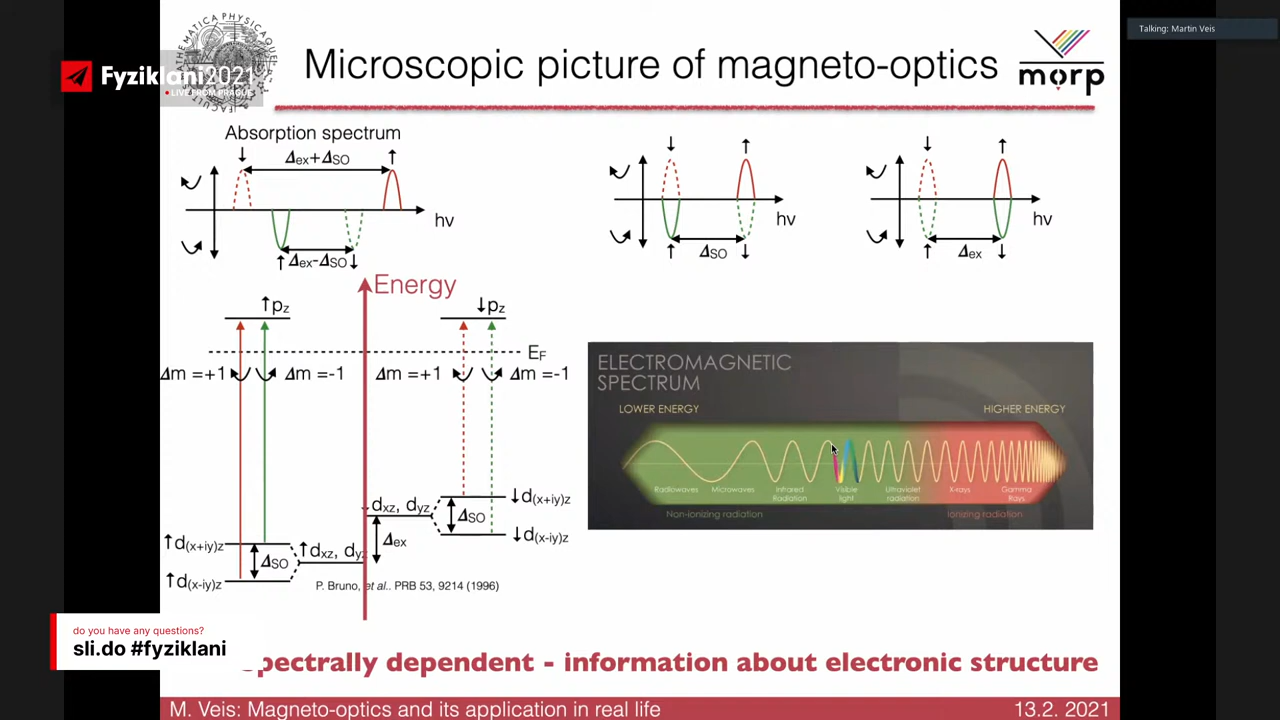 Talking: Martin Veis
Fyziklani2021
• LIVE FROM PRAGUE
Microscopic picture of magneto-optics
morp
Absorption spectrum
↓ Δex+ΔSO ↑
hν
↑ Δex-ΔSO ↓
↓ ↑
hν
↑ ΔSO ↓
↓ ↑
hν
↑ Δex ↓
Energy
↑pz
↓pz
EF
Δm =+1
Δm =-1
Δm =+1
Δm =-1
↑d(x+iy)z
ΔSO
↑d(x-iy)z
↑dxz, dyz
dxz, dyz
Δex
↓d(x+iy)z
ΔSO
↓d(x-iy)z
P. Bruno, et al.. PRB 53, 9214 (1996)
ELECTROMAGNETIC
SPECTRUM
LOWER ENERGY
HIGHER ENERGY
Radiowaves
Microwaves
Infrared
Radiation
Visible
light
Ultraviolet
radiation
X-rays
Gamma
Rays
Non-ionizing radiation
Ionizing radiation
do you have any questions?
sli.do #fyziklani
pectrally dependent - information about electronic structure
M. Veis: Magneto-optics and its application in real life
13.2. 2021